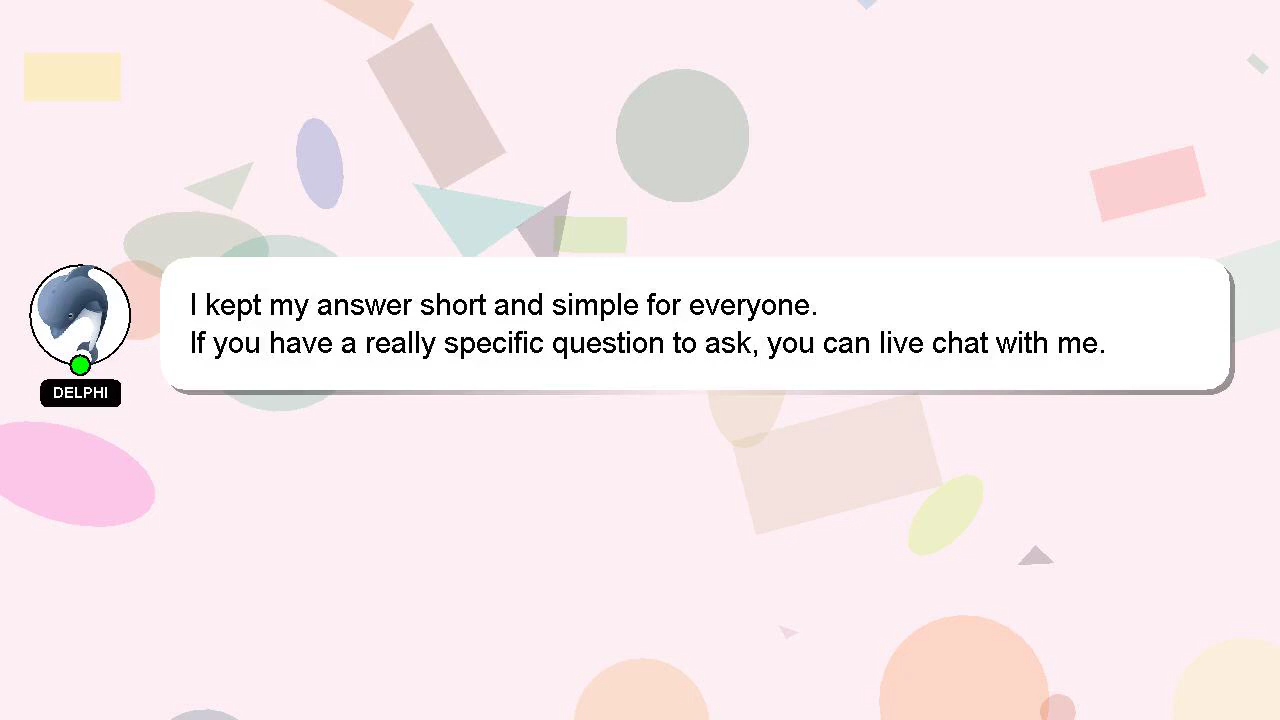 I kept my answer short and simple for everyone.
If you have a really specific question to ask, you can live chat with me.
DELPHI